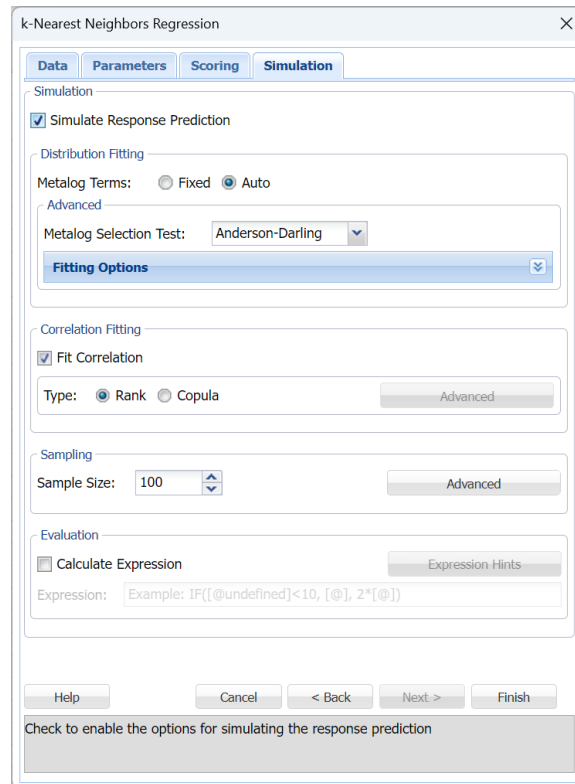 k-Nearest Neighbors Regression
Data Parameters Scoring Simulation
Simulation
Simulate Response Prediction
Distribution Fitting
Metalog Terms: Fixed Auto
Advanced
Metalog Selection Test: Anderson-Darling
Fitting Options
Correlation Fitting
Fit Correlation
Type: Rank Copula Advanced
Sampling
Sample Size: 100 Advanced
Evaluation
Calculate Expression Expression Hints
Expression: Example: IF([@undefined]<10, [@], 2*[@])
Help Cancel < Back Next > Finish
Check to enable the options for simulating the response prediction